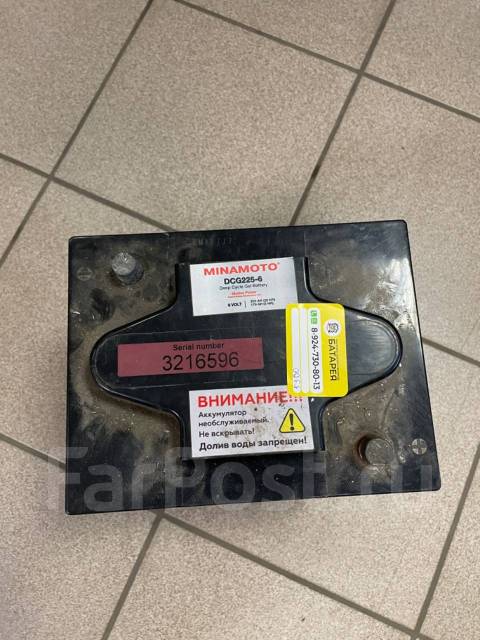 MINAMOTO
DCG225-6
Deep Cycle Gel Battery
6 VOLT
Serial number
3216596
ВНИМАНИЕ!!!
Аккумулятор
необслуживаемый.
Не вскрывать!
Долив воды запрещен!
БАТАРЕЙ
8-924-730-80-13
FarPost.ru